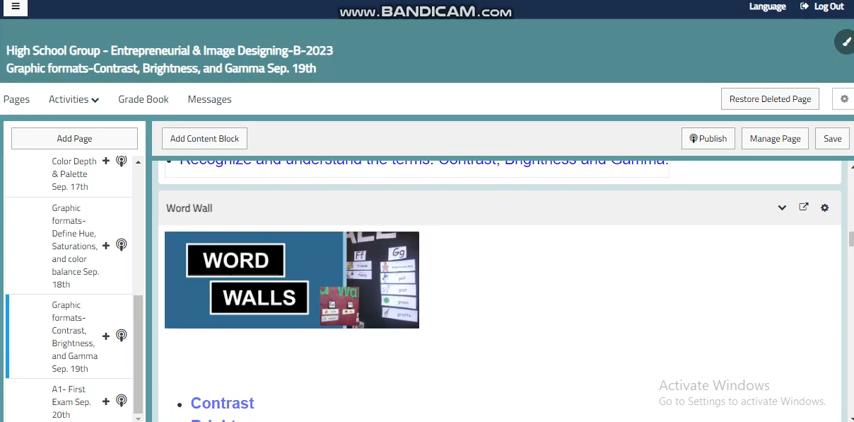 www.BANDICAM.com
Language Log Out
High School Group - Entrepreneurial & Image Designing-B-2023
Graphic formats-Contrast, Brightness, and Gamma Sep. 19th
Pages Activities Grade Book Messages Restore Deleted Page
Add Page Add Content Block Publish Manage Page Save
Color Depth
& Palette
Sep. 17th
Graphic
formats-
Define Hue,
Saturations,
and color
balance Sep.
18th
Graphic
formats-
Contrast,
Brightness,
and Gamma
Sep. 19th
A1- First
Exam Sep.
20th
Recognize and understand the terms: Contrast, Brightness and Gamma.
Word Wall
WORD
WALLS
Ff Gg
• Contrast
Activate Windows
Go to Settings to activate Windows.